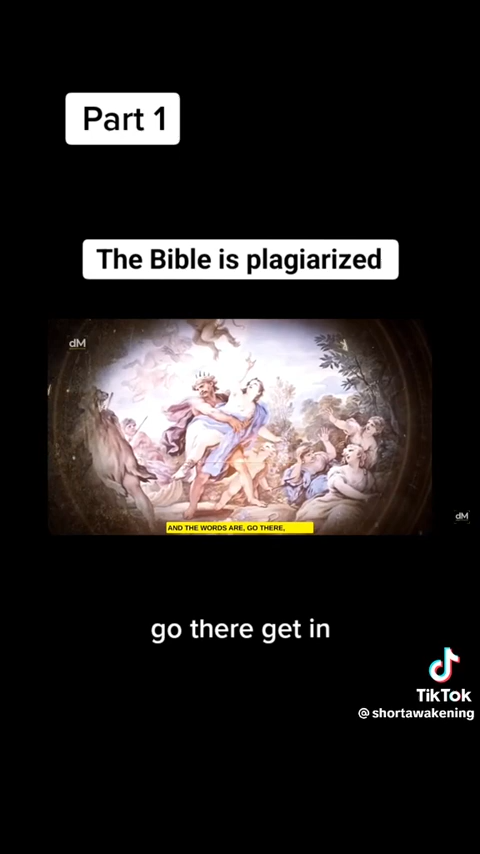 Part 1
The Bible is plagiarized
dM
AND THE WORDS ARE, GO THERE,
dM
go there get in
TikTok
@shortawakening